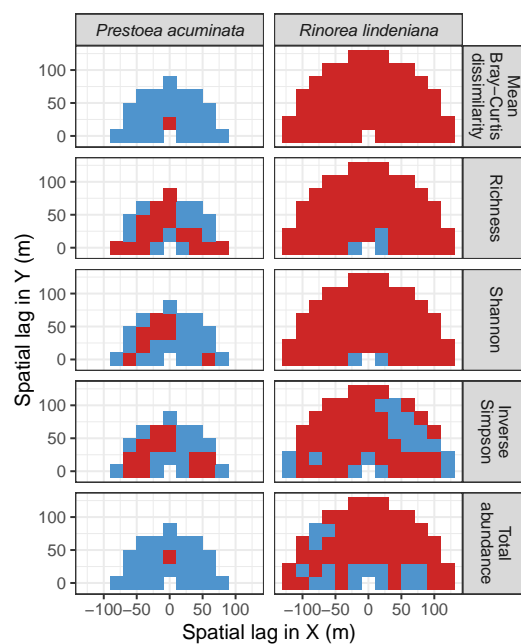 Prestoea acuminata
Rinorea lindeniana
100
50
0
Mean
Bray−Curtis
dissimilarity
100
50
0
Richness
100
50
0
Shannon
100
50
0
Inverse
Simpson
100
50
0
Total
abundance
−100−50 0 50 100
−100−50 0 50 100
Spatial lag in X (m)
Spatial lag in Y (m)